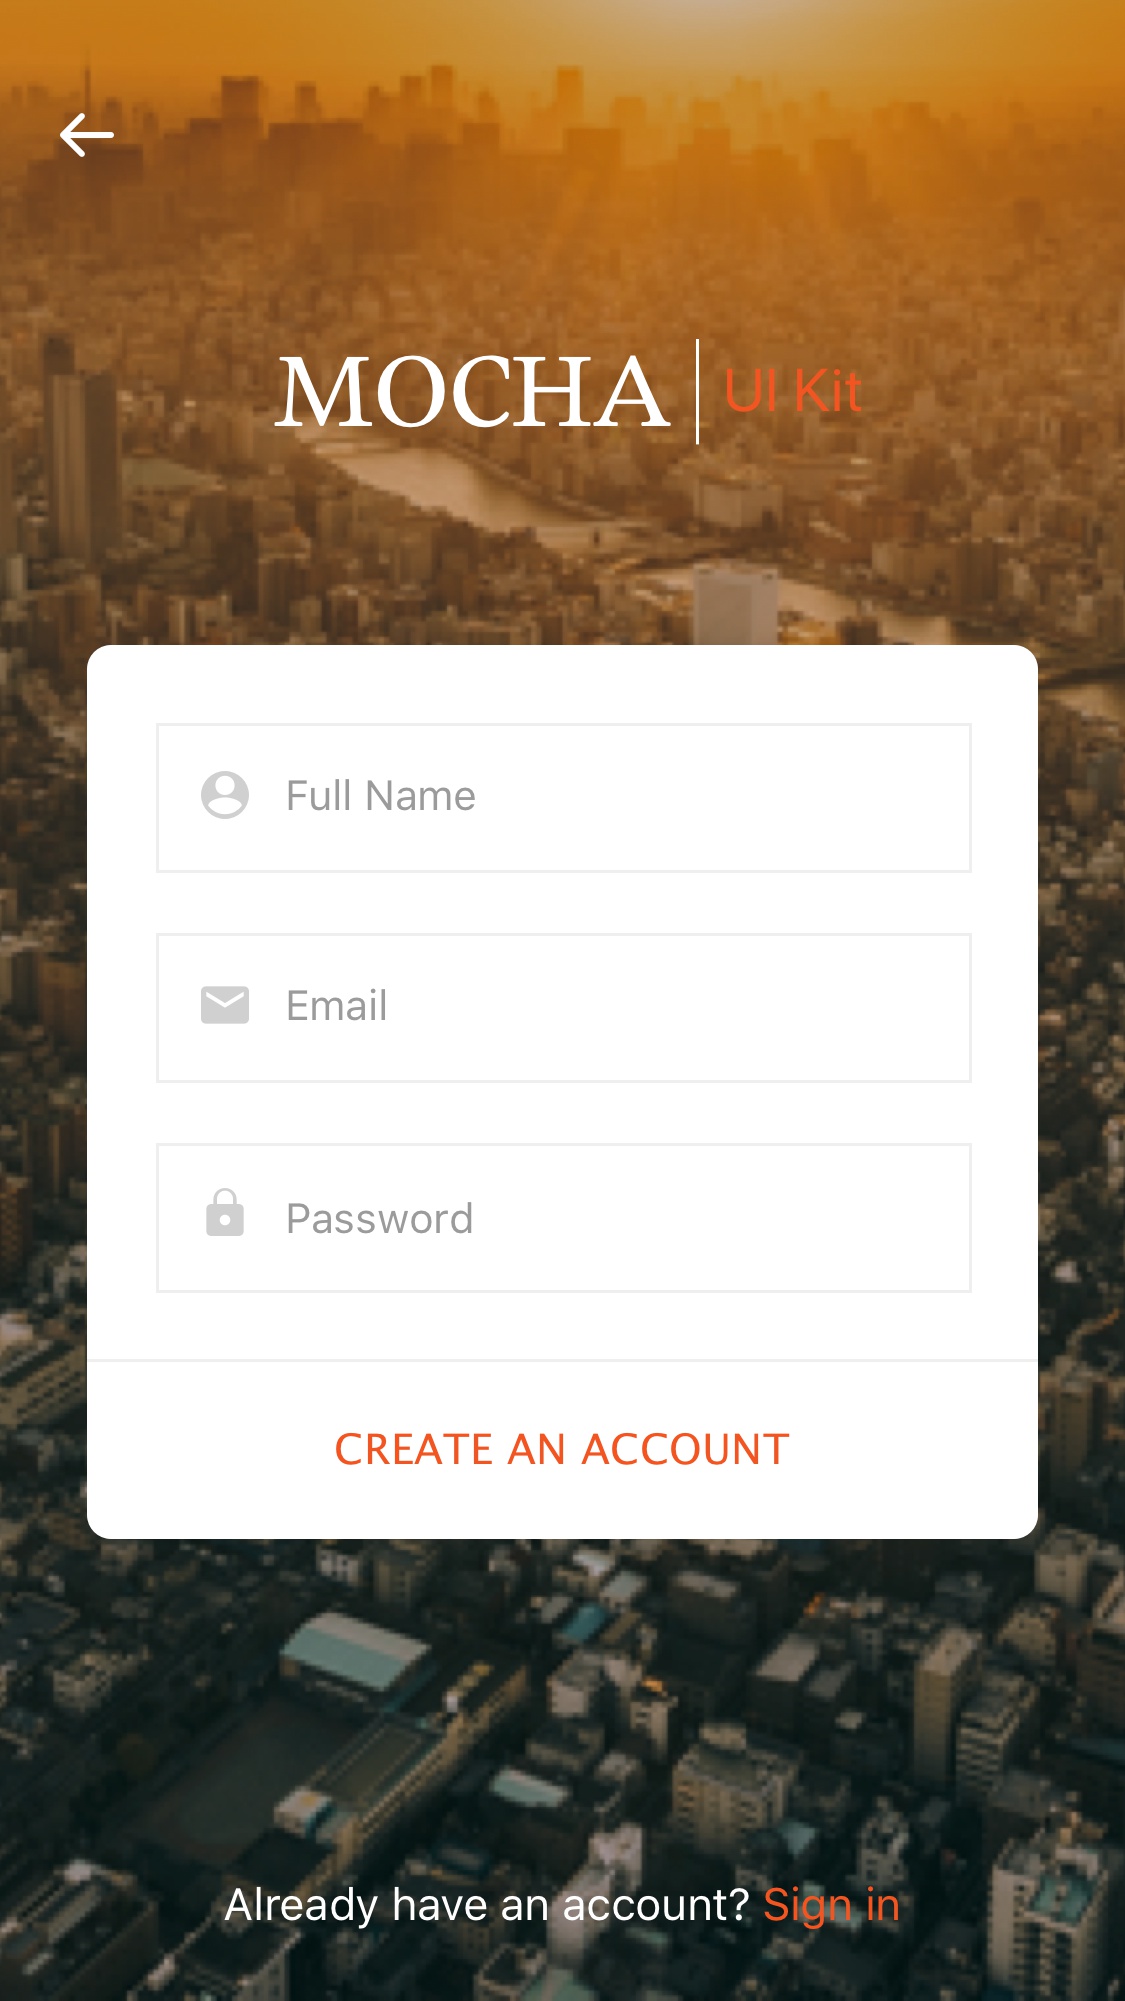 MOCHA UI Kit
Full Name
Email
Password
CREATE AN ACCOUNT
Already have an account? Sign in